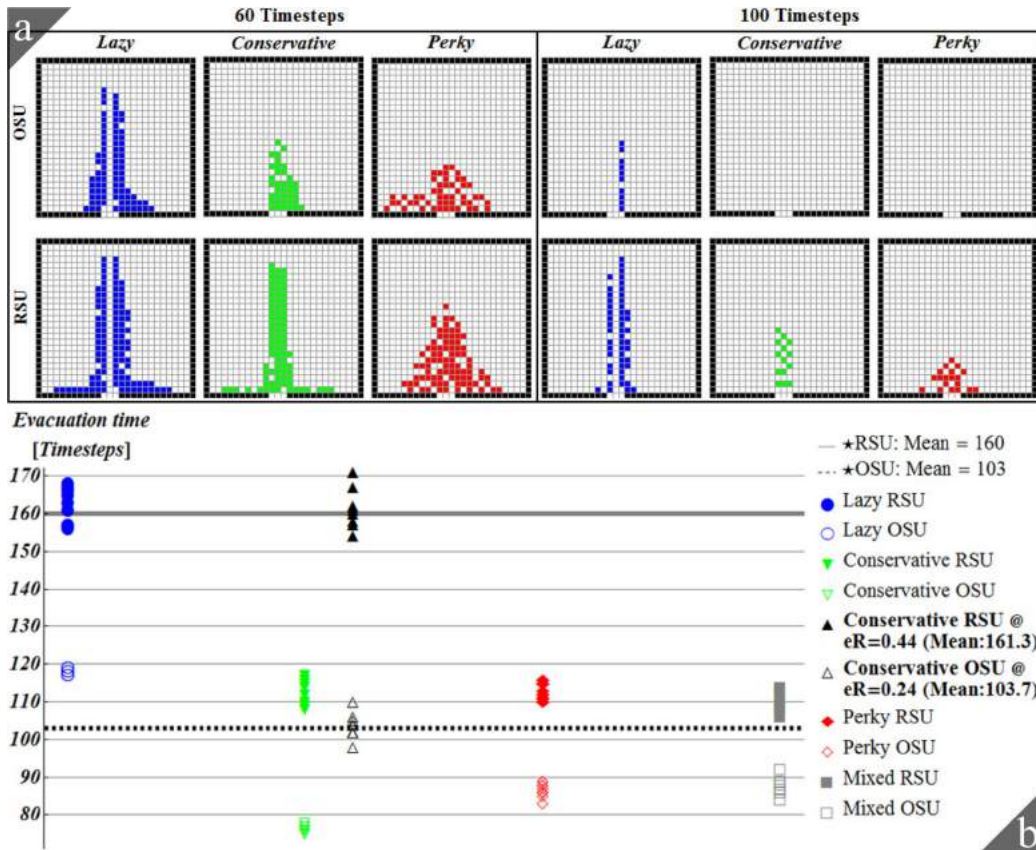 a
60 Timesteps
100 Timesteps
Lazy
Conservative
Perky
Lazy
Conservative
Perky
OSU
RSU
Evacuation time
[Timesteps]
170
160
150
140
130
120
110
100
90
80
★RSU: Mean = 160
★OSU: Mean = 103
Lazy RSU
Lazy OSU
Conservative RSU
Conservative OSU
Conservative RSU @
eR=0.44 (Mean:161.3)
Conservative OSU @
eR=0.24 (Mean:103.7)
Perky RSU
Perky OSU
Mixed RSU
Mixed OSU
b